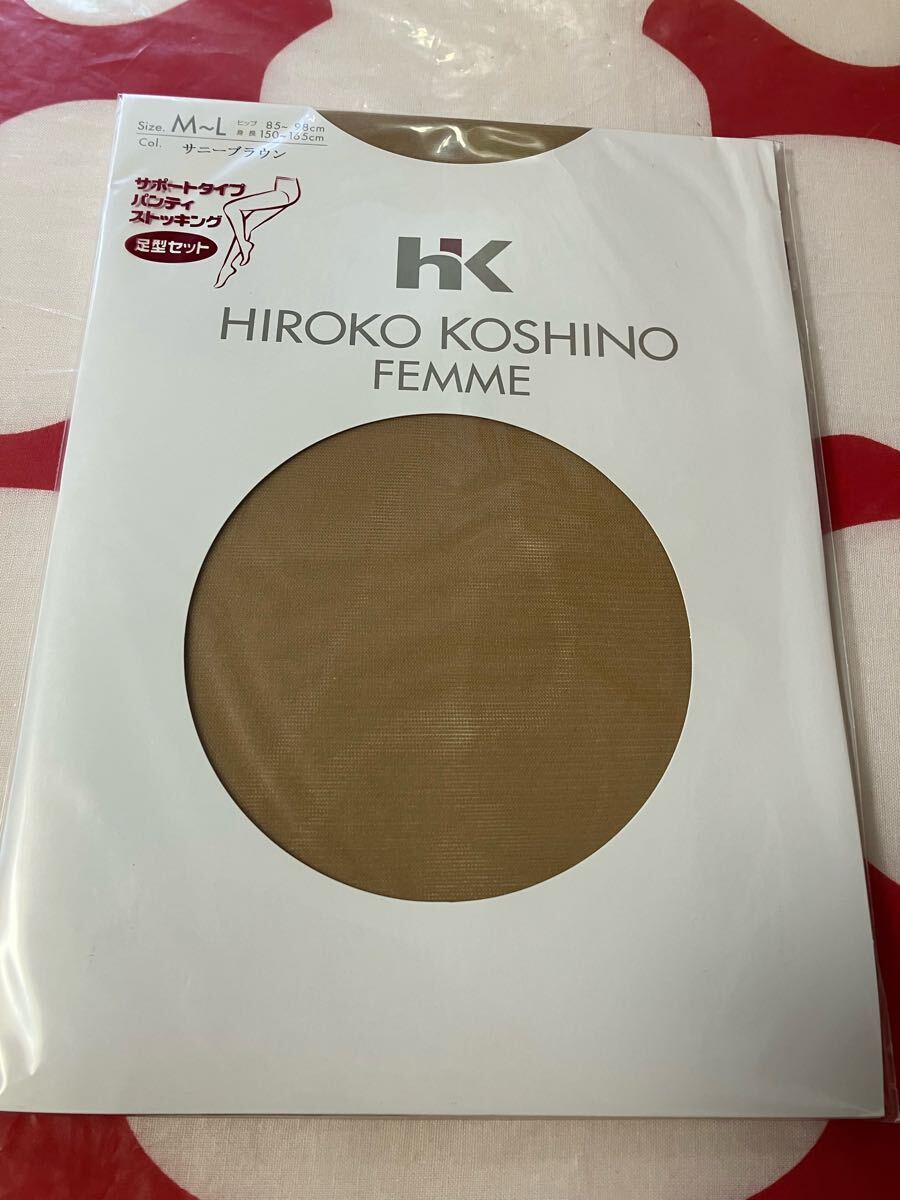 Size. M~L ヒップ 85~98cm
身長 150~165cm
Col. サニーブラウン
サポートタイプ
パンティ
ストッキング
足型セット
HK
HIROKO KOSHINO
FEMME